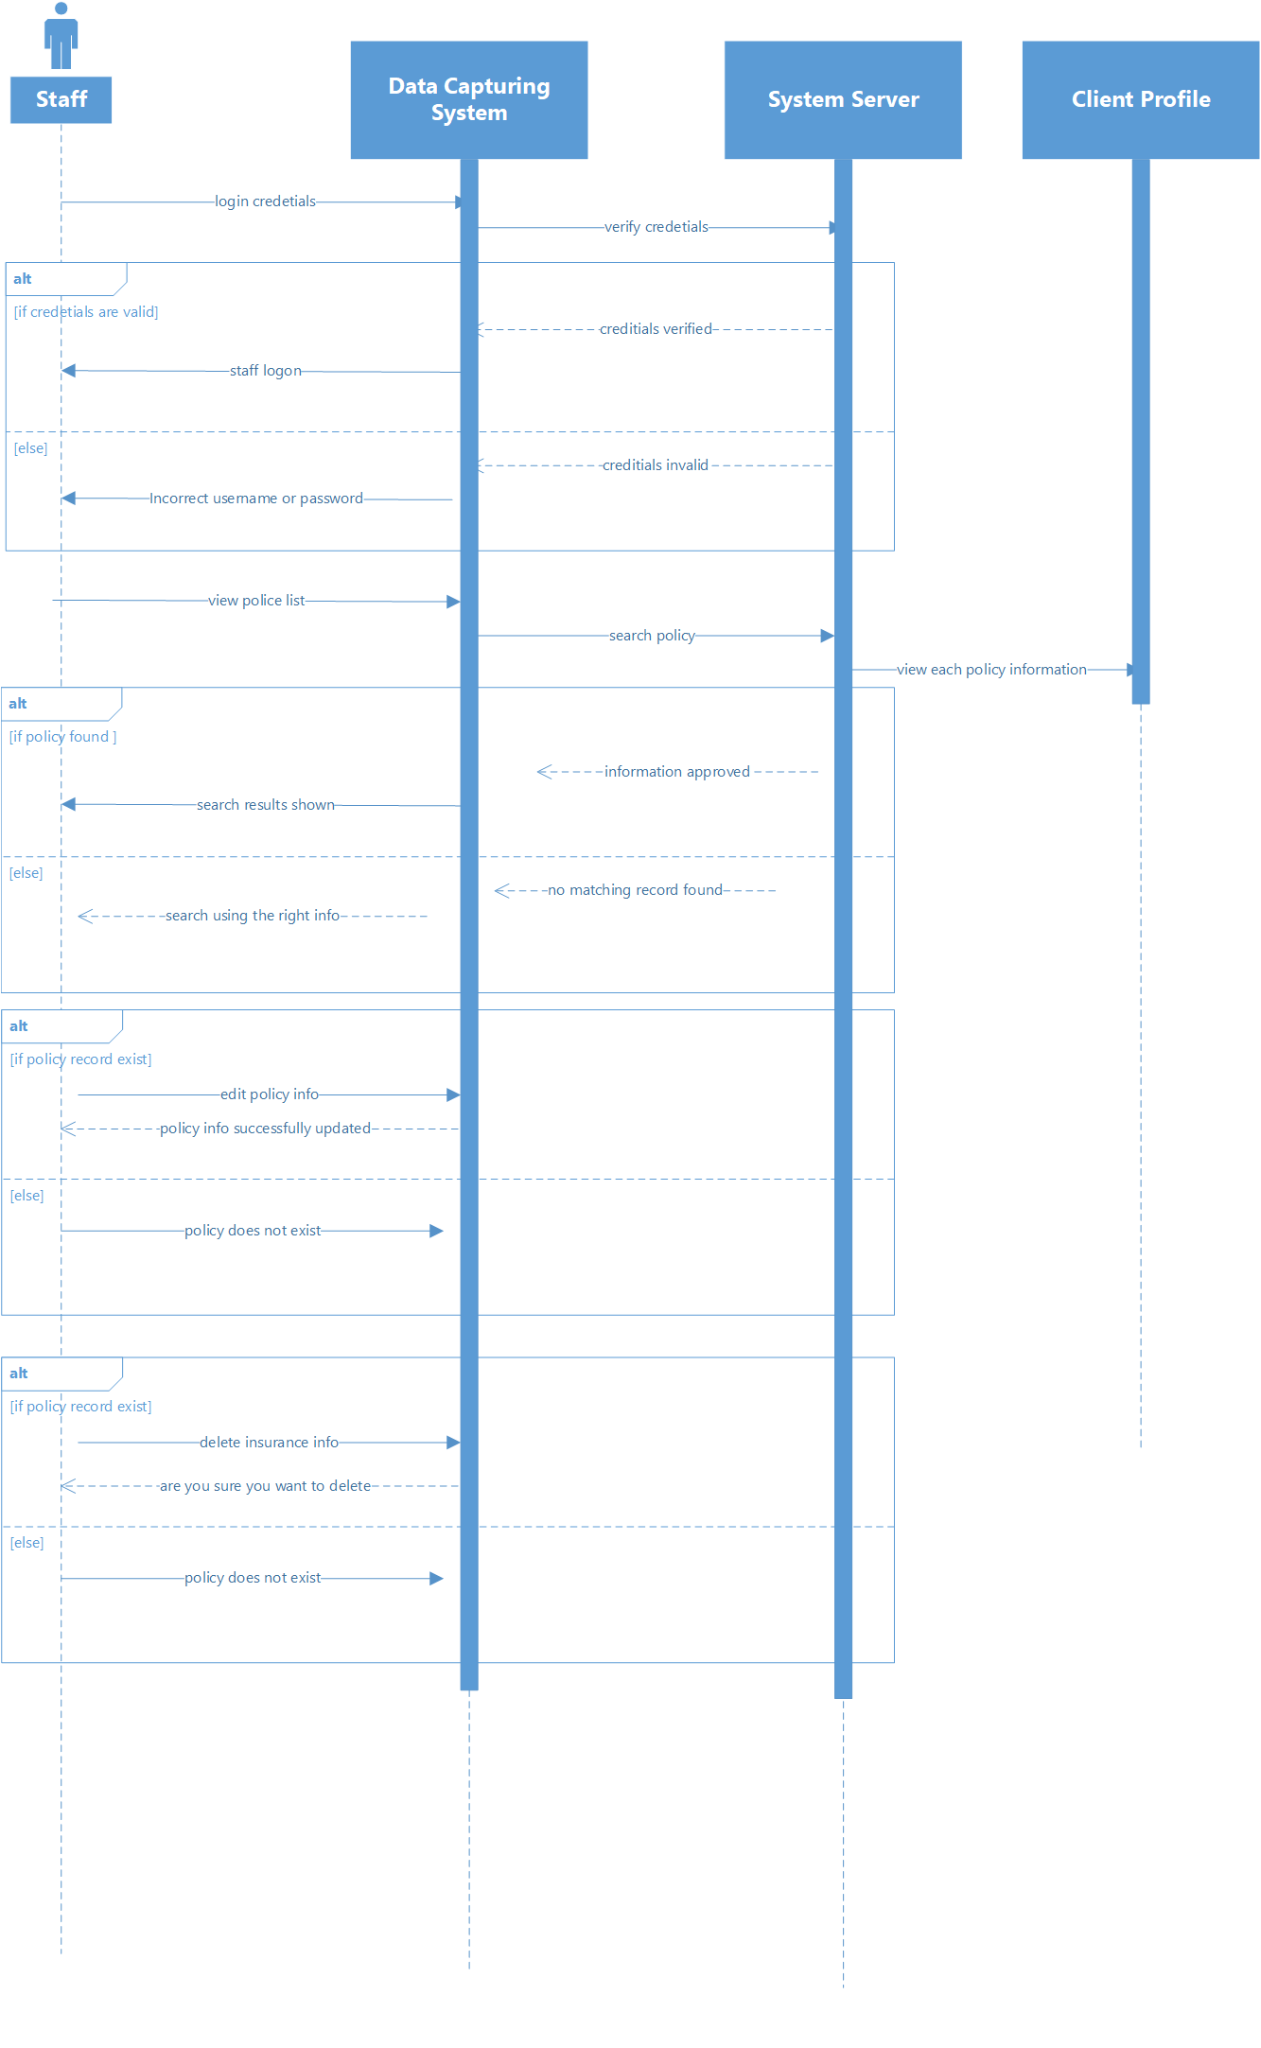 Staff
Data Capturing
System
System Server
Client Profile
login credetials
verify credetials
alt
[if credetials are valid]
creditials verified
staff logon
[else]
creditials invalid
Incorrect username or password
view police list
search policy
view each policy information
alt
[if policy found ]
information approved
search results shown
[else]
no matching record found
search using the right info
alt
[if policy record exist]
edit policy info
policy info successfully updated
[else]
policy does not exist
alt
[if policy record exist]
delete insurance info
are you sure you want to delete
[else]
policy does not exist